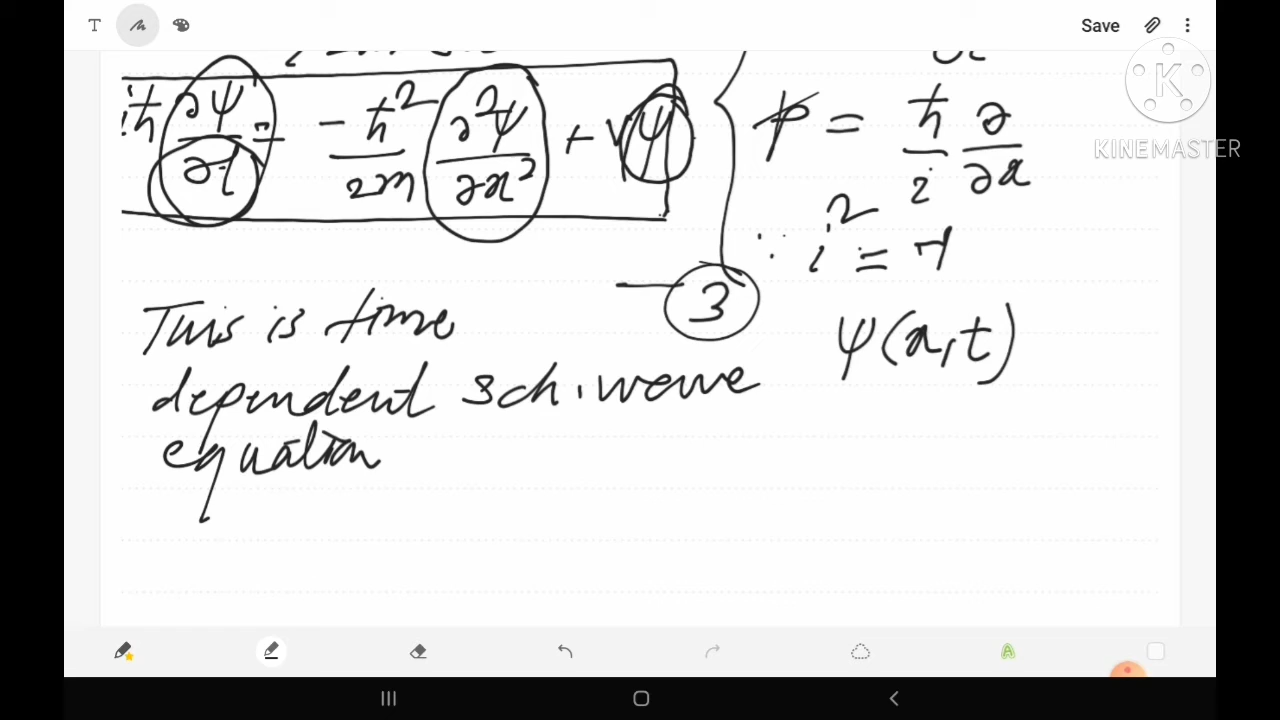 T Save
K
KINEMASTER
iħ ∂ψ/∂t = - ħ²/2m ∂²ψ/∂x² + Vψ
p = ħ/i ∂/∂x
∵ i² = -1
3
This is time
dependent sch. wave
equation
ψ(x,t)
A